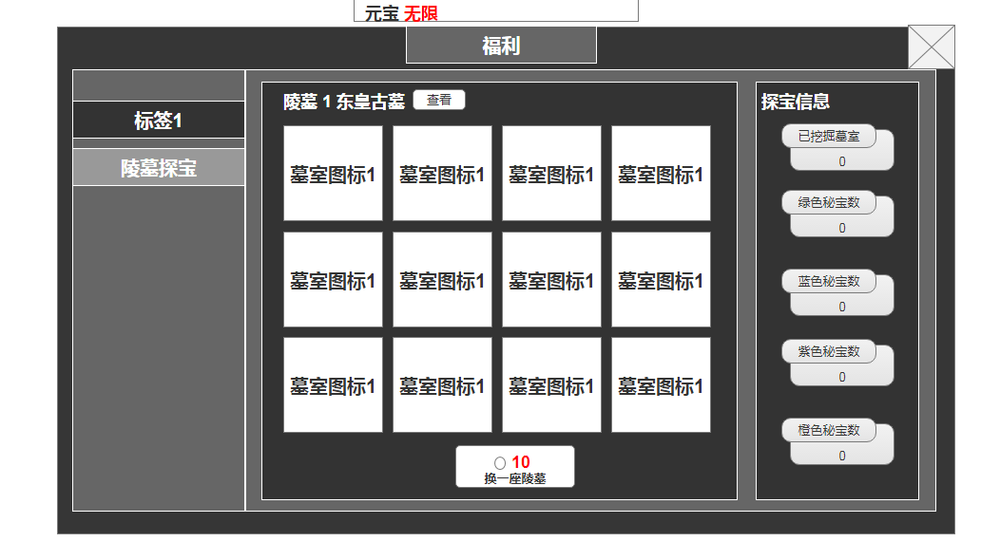 元宝 无限
福利
标签1
陵墓探宝
陵墓 1 东皇古墓 查看
墓室图标1 墓室图标1 墓室图标1 墓室图标1
墓室图标1 墓室图标1 墓室图标1 墓室图标1
墓室图标1 墓室图标1 墓室图标1 墓室图标1
10
换一座陵墓
探宝信息
已挖掘墓室
0
绿色秘宝数
0
蓝色秘宝数
0
紫色秘宝数
0
橙色秘宝数
0